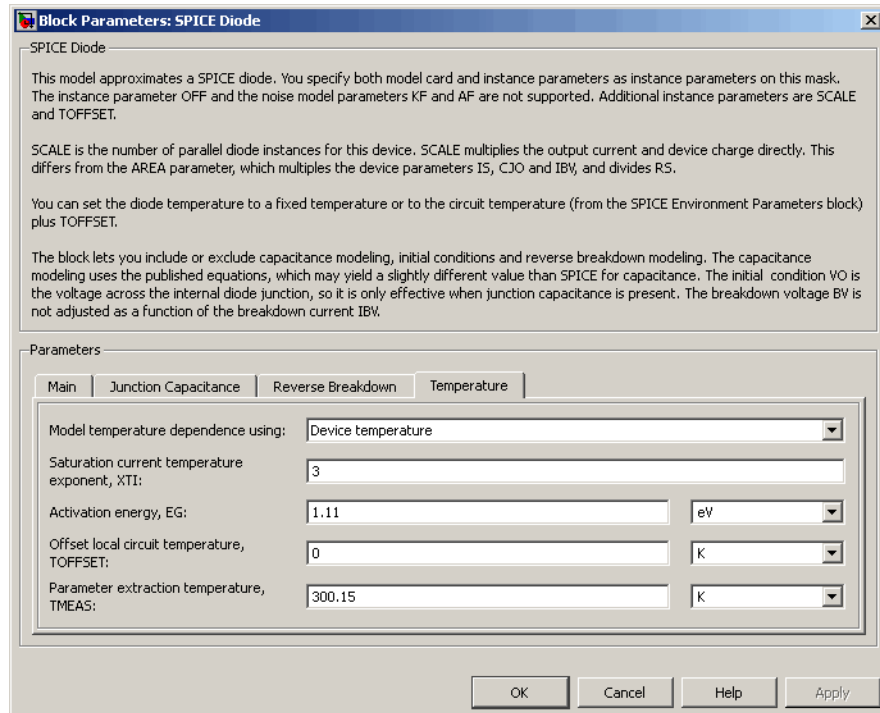 Block Parameters: SPICE Diode
SPICE Diode
This model approximates a SPICE diode. You specify both model card and instance parameters as instance parameters on this mask.
The instance parameter OFF and the noise model parameters KF and AF are not supported. Additional instance parameters are SCALE
and TOFFSET.
SCALE is the number of parallel diode instances for this device. SCALE multiplies the output current and device charge directly. This
differs from the AREA parameter, which multiples the device parameters IS, CJO and IBV, and divides RS.
You can set the diode temperature to a fixed temperature or to the circuit temperature (from the SPICE Environment Parameters block)
plus TOFFSET.
The block lets you include or exclude capacitance modeling, initial conditions and reverse breakdown modeling. The capacitance
modeling uses the published equations, which may yield a slightly different value than SPICE for capacitance. The initial condition VO is
the voltage across the internal diode junction, so it is only effective when junction capacitance is present. The breakdown voltage BV is
not adjusted as a function of the breakdown current IBV.
Parameters
Main Junction Capacitance Reverse Breakdown Temperature
Model temperature dependence using: Device temperature
Saturation current temperature
exponent, XTI: 3
Activation energy, EG: 1.11 eV
Offset local circuit temperature,
TOFFSET: 0 K
Parameter extraction temperature,
TMEAS: 300.15 K
OK Cancel Help Apply